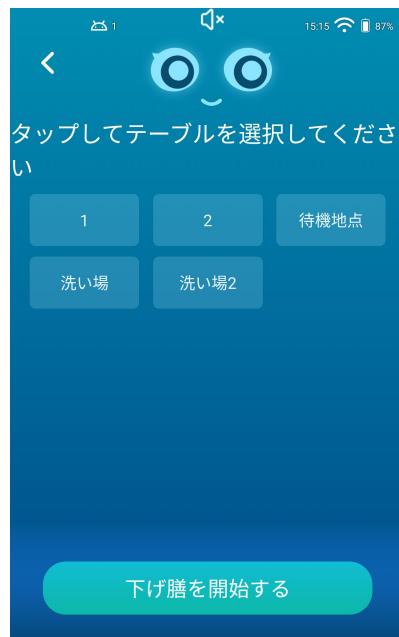 1 15:15 87%
タップしてテーブルを選択してくださ
い
1 2 待機地点
洗い場 洗い場2
下げ膳を開始する